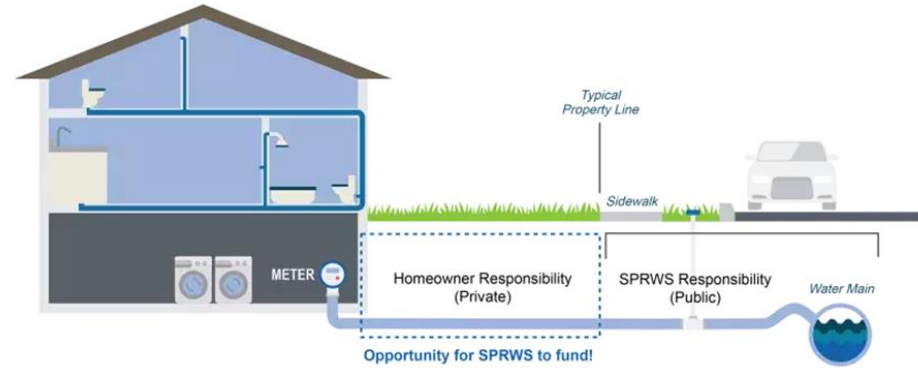 Typical
Property Line
Sidewalk
METER
Homeowner Responsibility
(Private)
SPRWS Responsibility
(Public)
Water Main
Opportunity for SPRWS to fund!